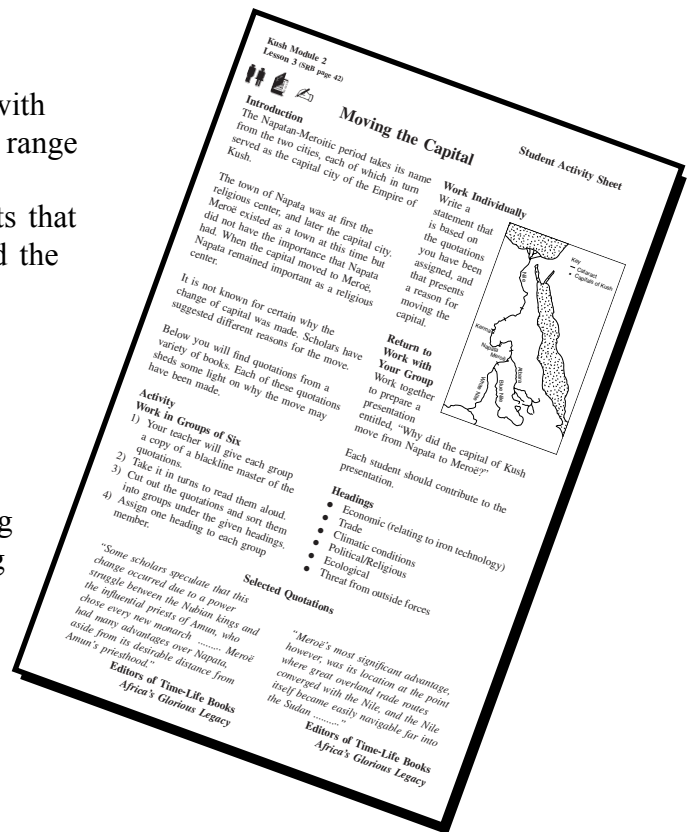 with
range
ts that
d the
g
g
Kush Module 2
Lesson 3 (SRB page 42)
Moving the Capital
Student Activity Sheet
Introduction
The Napatan-Meroitic period takes its name
from the two cities, each of which in turn
served as the capital city of the Empire of
Kush.
The town of Napata was at first the
religious center, and later the capital city.
Meroë existed as a town at this time but
did not have the importance that Napata
had. When the capital moved to Meroë,
Napata remained important as a religious
center.
It is not known for certain why the
change of capital was made. Scholars have
suggested different reasons for the move.
Below you will find quotations from a
variety of books. Each of these quotations
sheds some light on why the move may
have been made.
Activity
Work in Groups of Six
1) Your teacher will give each group
a copy of a blackline master of the
quotations.
2) Take it in turns to read them aloud.
3) Cut out the quotations and sort them
into groups under the given headings.
4) Assign one heading to each group
member.
Work Individually
Write a
statement that
is based on
the quotations
you have been
assigned, and
that presents
a reason for
moving the
capital.
Return to
Work with
Your Group
Work together
to prepare a
presentation
entitled, “Why did the capital of Kush
move from Napata to Meroë?”
Each student should contribute to the
presentation.
Key
Cataract
Capitals of Kush
Nile
Kerma
Napata
Meroë
Atbara
White Nile
Blue Nile
Headings
● Economic (relating to iron technology)
● Trade
● Climatic conditions
● Political/Religious
● Ecological
● Threat from outside forces
Selected Quotations
“Some scholars speculate that this
change occurred due to a power
struggle between the Nubian kings and
the influential priests of Amun, who
chose every new monarch ......... Meroë
had many advantages over Napata,
aside from its desirable distance from
Amun’s priesthood.”
Editors of Time-Life Books
Africa’s Glorious Legacy
“Meroë’s most significant advantage,
however, was its location at the point
where great overland trade routes
converged with the Nile, and the Nile
itself became easily navigable far into
the Sudan .........”
Editors of Time-Life Books
Africa’s Glorious Legacy